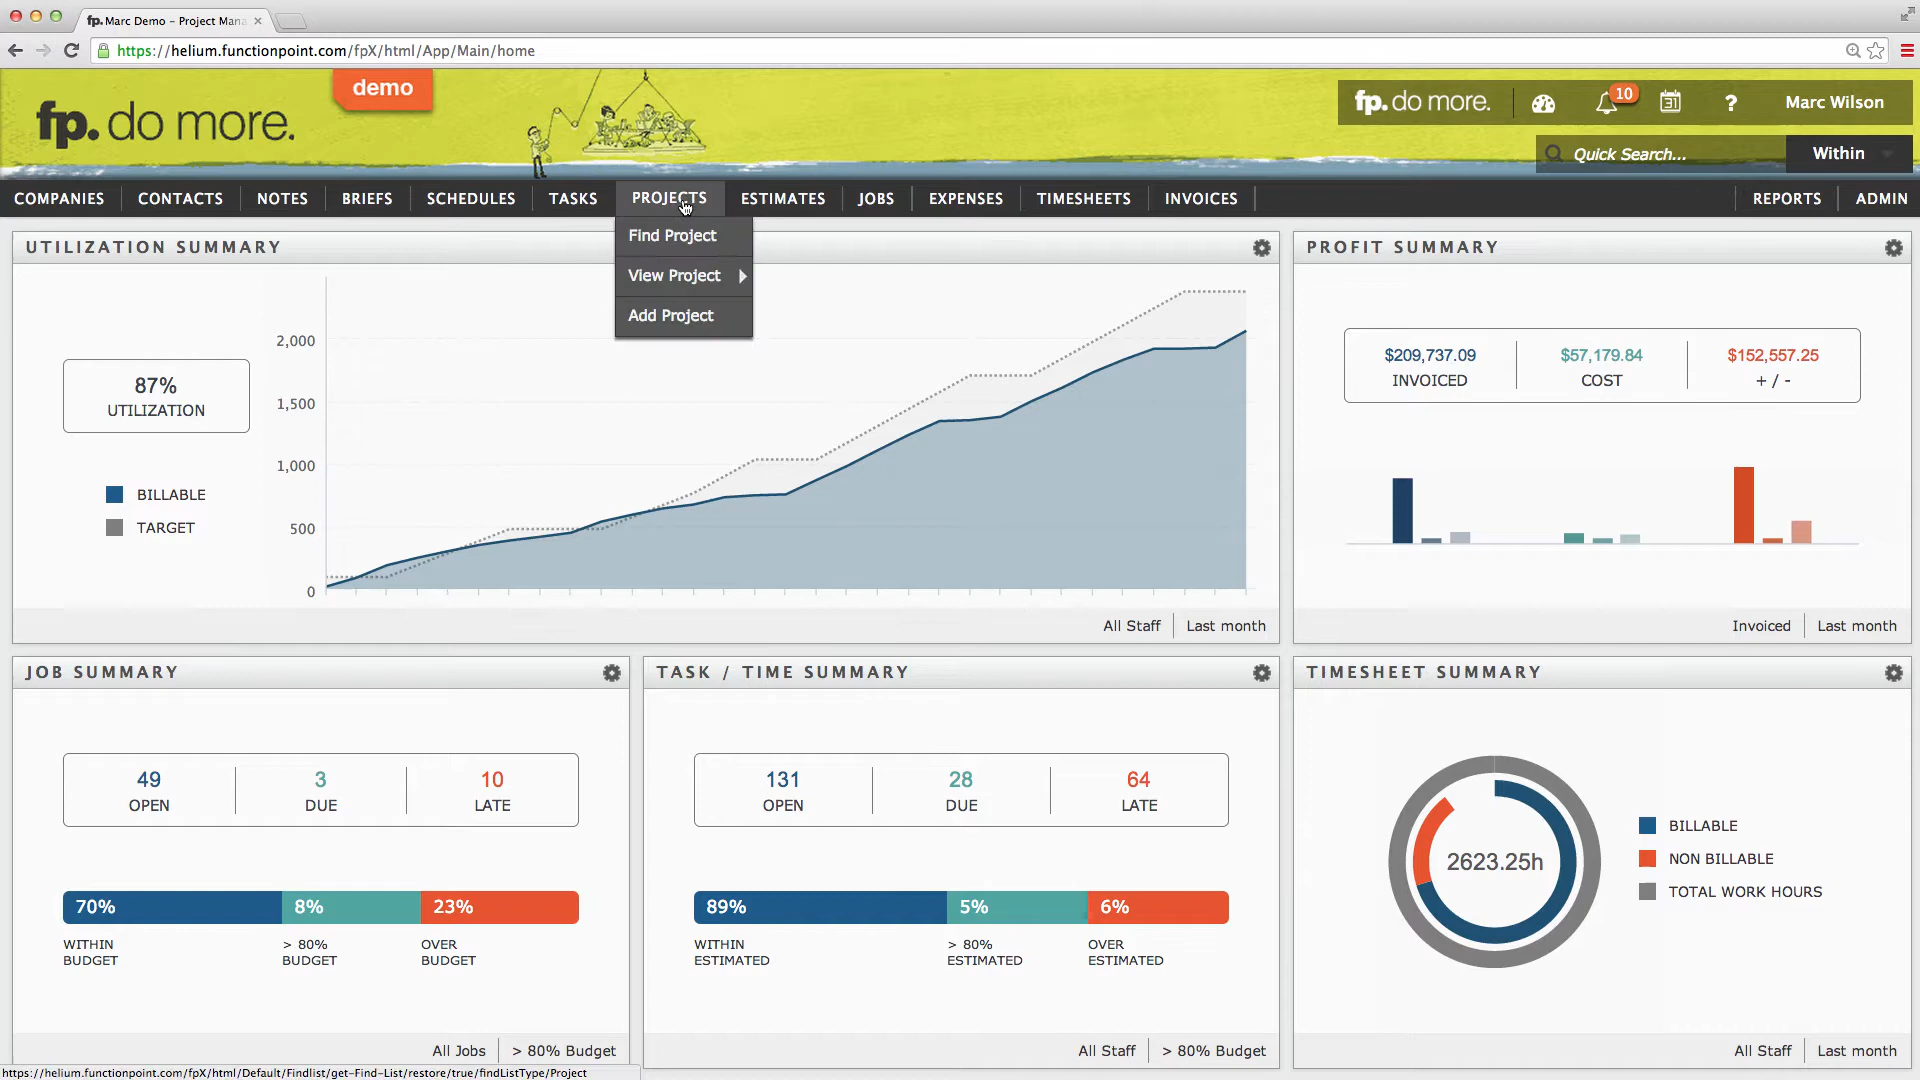 fp. Marc Demo – Project Mana
https://helium.functionpoint.com/fpX/html/App/Main/home
demo
fp. do more.
fp. do more.
10
31
?
Marc Wilson
Quick Search...
Within
COMPANIES
CONTACTS
NOTES
BRIEFS
SCHEDULES
TASKS
PROJECTS
ESTIMATES
JOBS
EXPENSES
TIMESHEETS
INVOICES
REPORTS
ADMIN
Find Project
View Project
Add Project
UTILIZATION SUMMARY
87%
UTILIZATION
BILLABLE
TARGET
2,000
1,500
1,000
500
0
All Staff
Last month
PROFIT SUMMARY
$209,737.09
INVOICED
$57,179.84
COST
$152,557.25
+ / -
Invoiced
Last month
JOB SUMMARY
49
OPEN
3
DUE
10
LATE
70%
8%
23%
WITHIN
BUDGET
> 80%
BUDGET
OVER
BUDGET
All Jobs
> 80% Budget
TASK / TIME SUMMARY
131
OPEN
28
DUE
64
LATE
89%
5%
6%
WITHIN
ESTIMATED
> 80%
ESTIMATED
OVER
ESTIMATED
All Staff
> 80% Budget
TIMESHEET SUMMARY
2623.25h
BILLABLE
NON BILLABLE
TOTAL WORK HOURS
All Staff
Last month
https://helium.functionpoint.com/fpX/html/Default/Findlist/get-Find-List/restore/true/findListType/Project